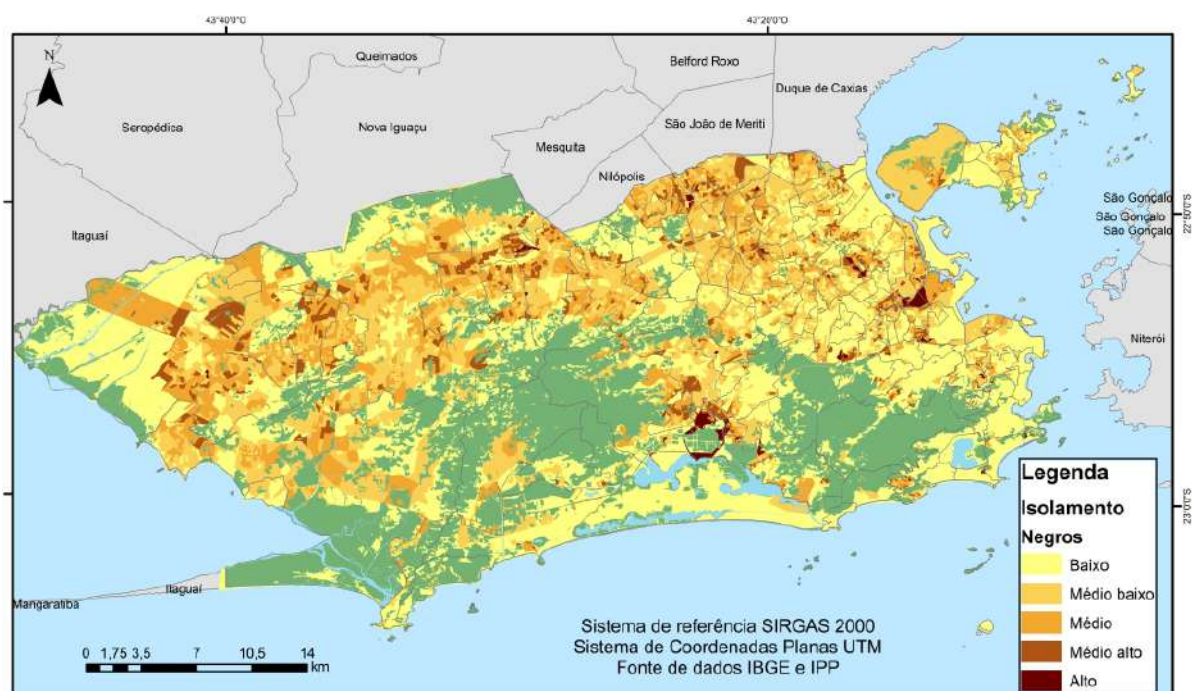 43°40'0"O
43°20'0"O
N
Queimados
Belford Roxo
Duque de Caxias
Seropédica
Nova Iguaçu
São João de Meriti
Mesquita
Nilópolis
São Gonçalo
São Gonçalo
São Gonçalo
22°50'0"S
Itaguaí
Niterói
23°0'0"S
Itaguaí
Mangaratiba
0 1,75 3,5 7 10,5 14
km
Sistema de referência SIRGAS 2000
Sistema de Coordenadas Planas UTM
Fonte de dados IBGE e IPP
Legenda
Isolamento
Negros
Baixo
Médio baixo
Médio
Médio alto
Alto